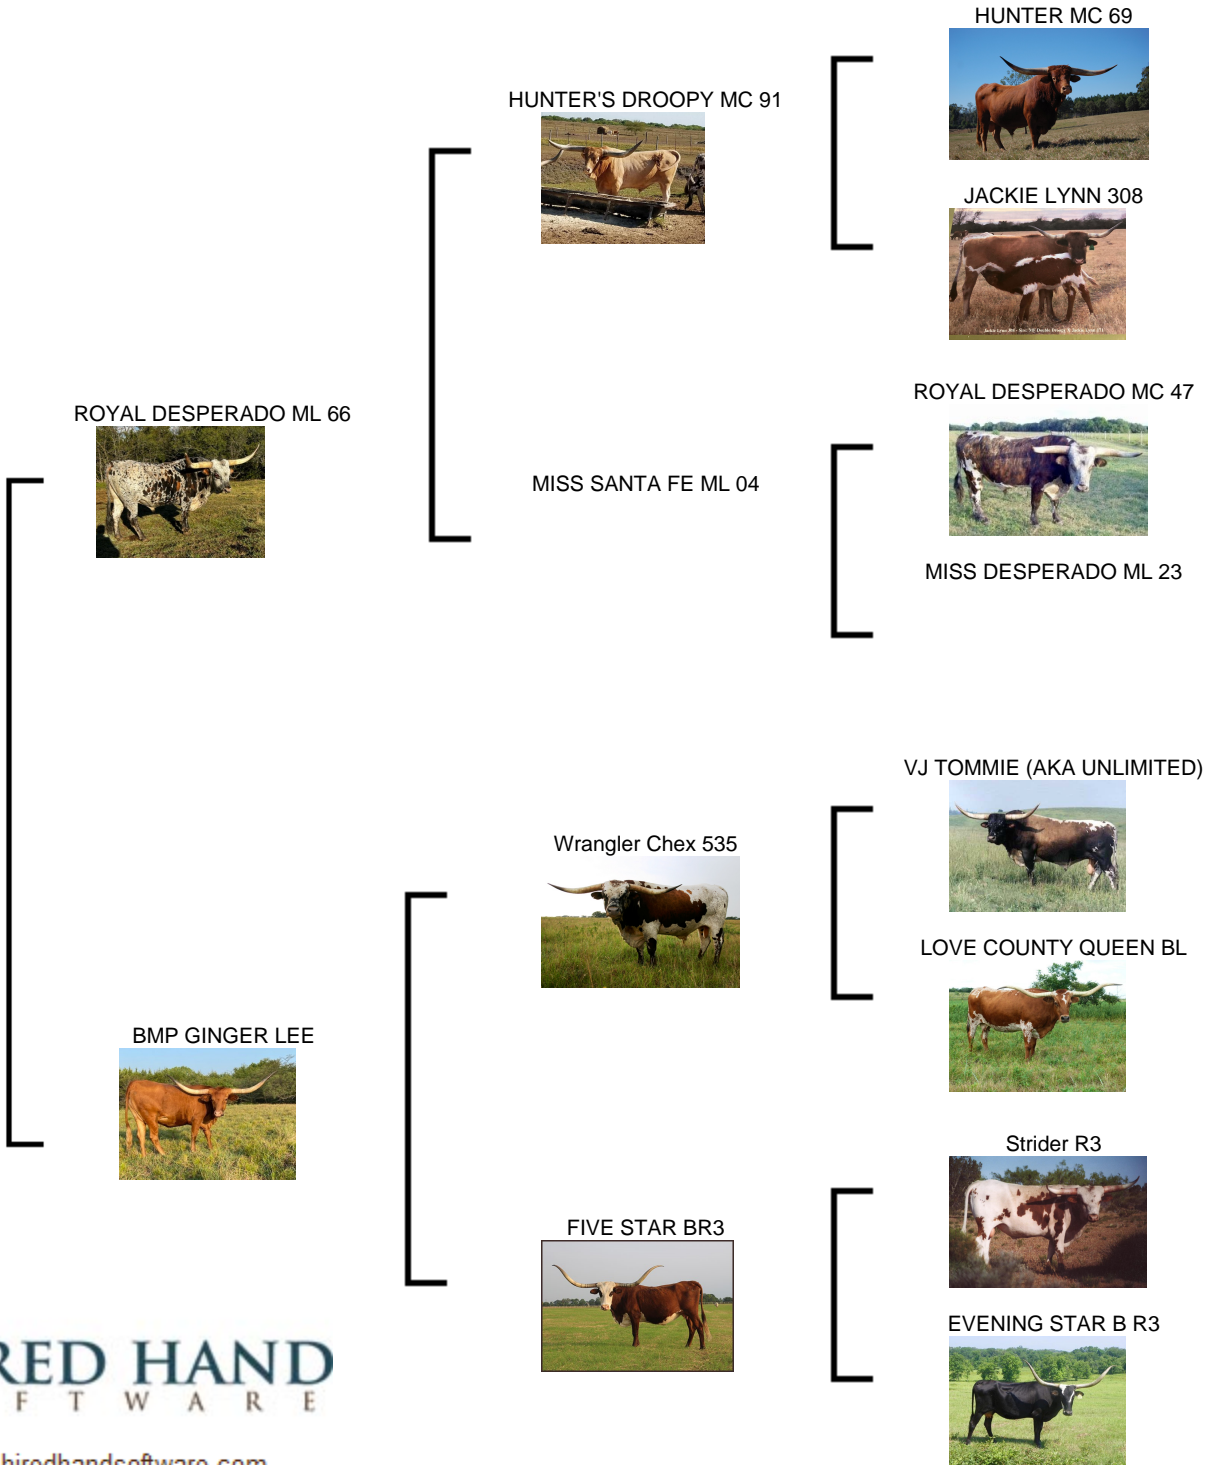 HUNTER MC 69
HUNTER'S DROOPY MC 91
JACKIE LYNN 308
ROYAL DESPERADO MC 47
ROYAL DESPERADO ML 66
MISS SANTA FE ML 04
MISS DESPERADO ML 23
VJ TOMMIE (AKA UNLIMITED)
Wrangler Chex 535
LOVE COUNTY QUEEN BL
BMP GINGER LEE
Strider R3
FIVE STAR BR3
EVENING STAR B R3
RED HAND
F T W A R E
hiredhandsoftware.com